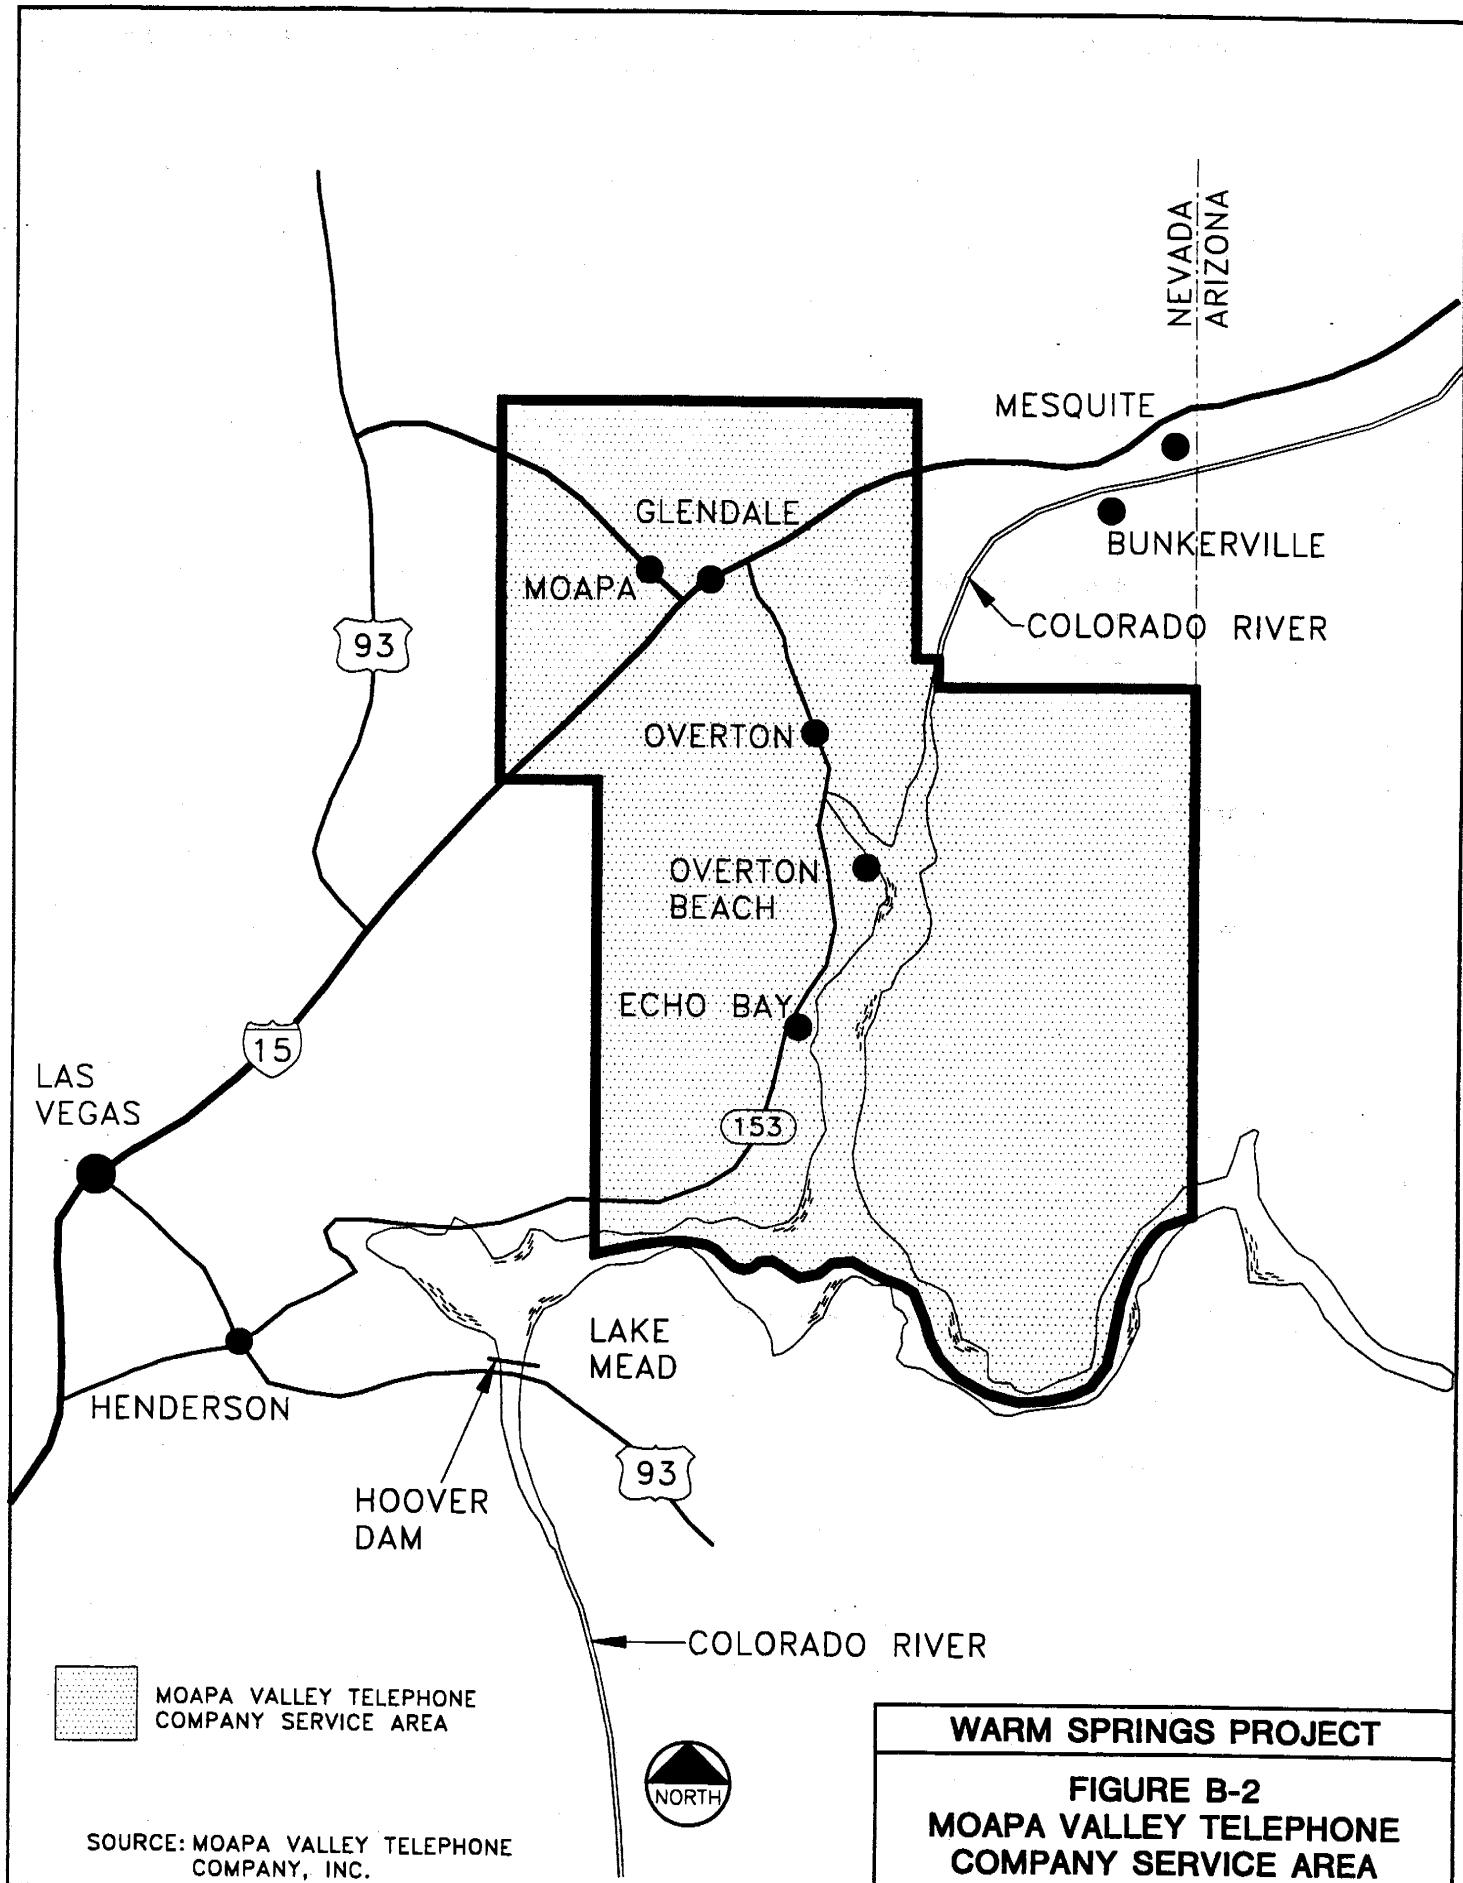 NEVADA
ARIZONA
MESQUITE
GLENDALE
BUNKERVILLE
MOAPA
COLORADO RIVER
93
OVERTON
OVERTON
BEACH
ECHO BAY
15
LAS
VEGAS
153
LAKE
MEAD
HENDERSON
93
HOOVER
DAM
COLORADO RIVER
MOAPA VALLEY TELEPHONE
COMPANY SERVICE AREA
NORTH
SOURCE: MOAPA VALLEY TELEPHONE
COMPANY, INC.
WARM SPRINGS PROJECT
FIGURE B-2
MOAPA VALLEY TELEPHONE
COMPANY SERVICE AREA